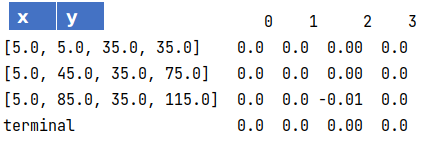 x y 0 1 2 3
[5.0, 5.0, 35.0, 35.0] 0.0 0.0 0.00 0.0
[5.0, 45.0, 35.0, 75.0] 0.0 0.0 0.00 0.0
[5.0, 85.0, 35.0, 115.0] 0.0 0.0 -0.01 0.0
terminal 0.0 0.0 0.00 0.0